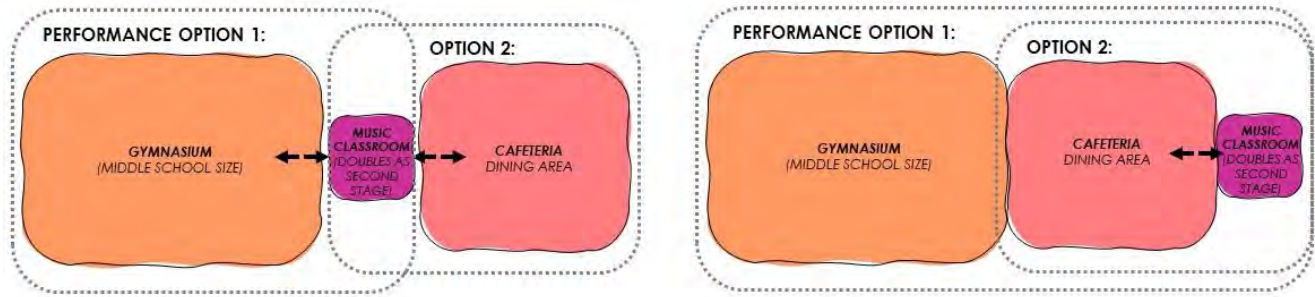 PERFORMANCE OPTION 1:
OPTION 2:
GYMNASIUM
(MIDDLE SCHOOL SIZE)
MUSIC
CLASSROOM
(DOUBLES AS
SECOND
STAGE)
CAFETERIA
DINING AREA
PERFORMANCE OPTION 1:
OPTION 2:
GYMNASIUM
(MIDDLE SCHOOL SIZE)
CAFETERIA
DINING AREA
MUSIC
CLASSROOM
(DOUBLES AS
SECOND
STAGE)